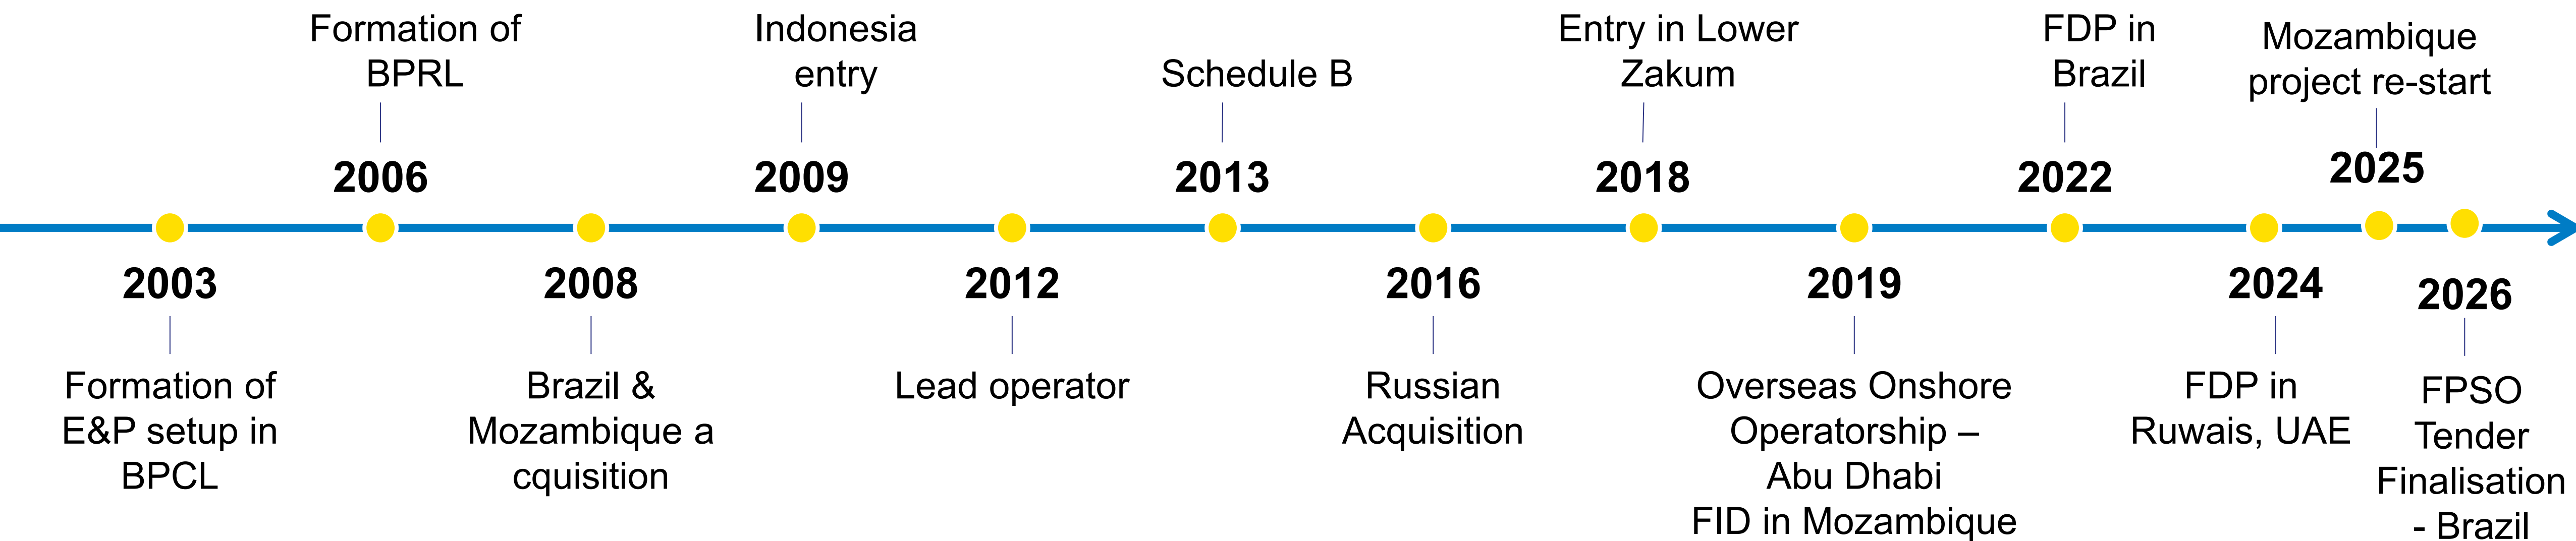 Formation of
BPRL
2006
Indonesia
entry
2009
Schedule B
2013
Entry in Lower
Zakum
2018
FDP in
Brazil
2022
Mozambique
project re-start
2025
2003
Formation of
E&P setup in
BPCL
2008
Brazil &
Mozambique a
cquisition
2012
Lead operator
2016
Russian
Acquisition
2019
Overseas Onshore
Operatorship –
Abu Dhabi
FID in Mozambique
2024
FDP in
Ruwais, UAE
2026
FPSO
Tender
Finalisation
- Brazil